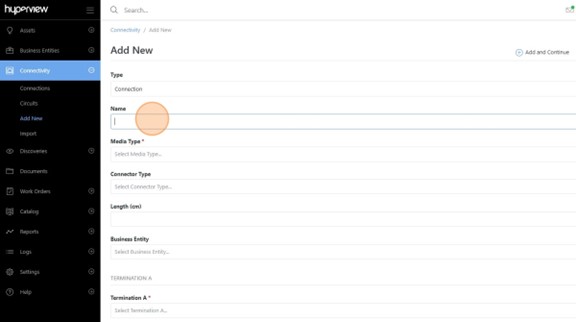 hyperview
Search...
Assets
Business Entities
Connectivity
Connections
Circuits
Add New
Import
Discoveries
Documents
Work Orders
Catalog
Reports
Logs
Settings
Help
Connectivity / Add New
Add New
Add and Continue
Type
Connection
Name
Media Type *
Select Media Type...
Connector Type
Select Connector Type...
Length (cm)
Business Entity
Select Business Entity...
TERMINATION A
Termination A *
Select Termination A...